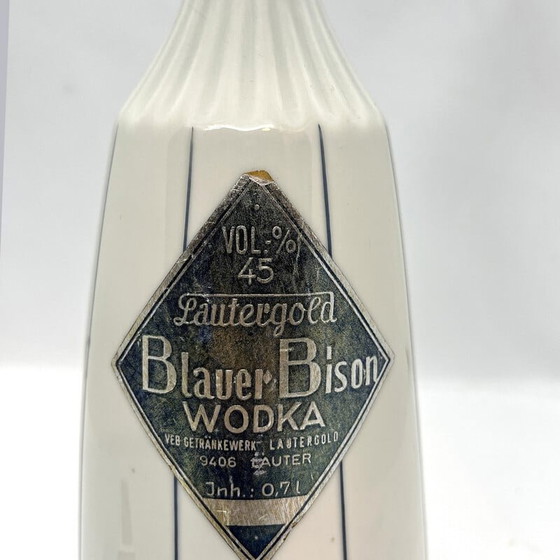 VOL.-%
45
Lautergold
Blauer Bison
WODKA
VEB GETRÄNKEWERK LAUTERGOLD
9406 LAUTER
Inh.: 0,7 l